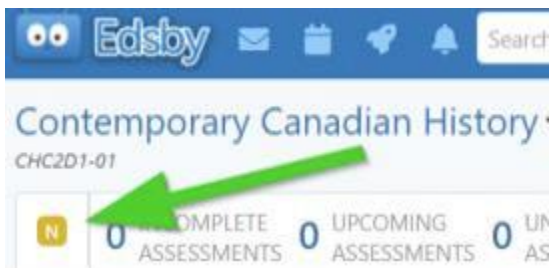 Edsby Search
Contemporary Canadian History
CHC2D1-01
N 0 0 UPCOMING 0
ASSESSMENTS ASSESSMENTS